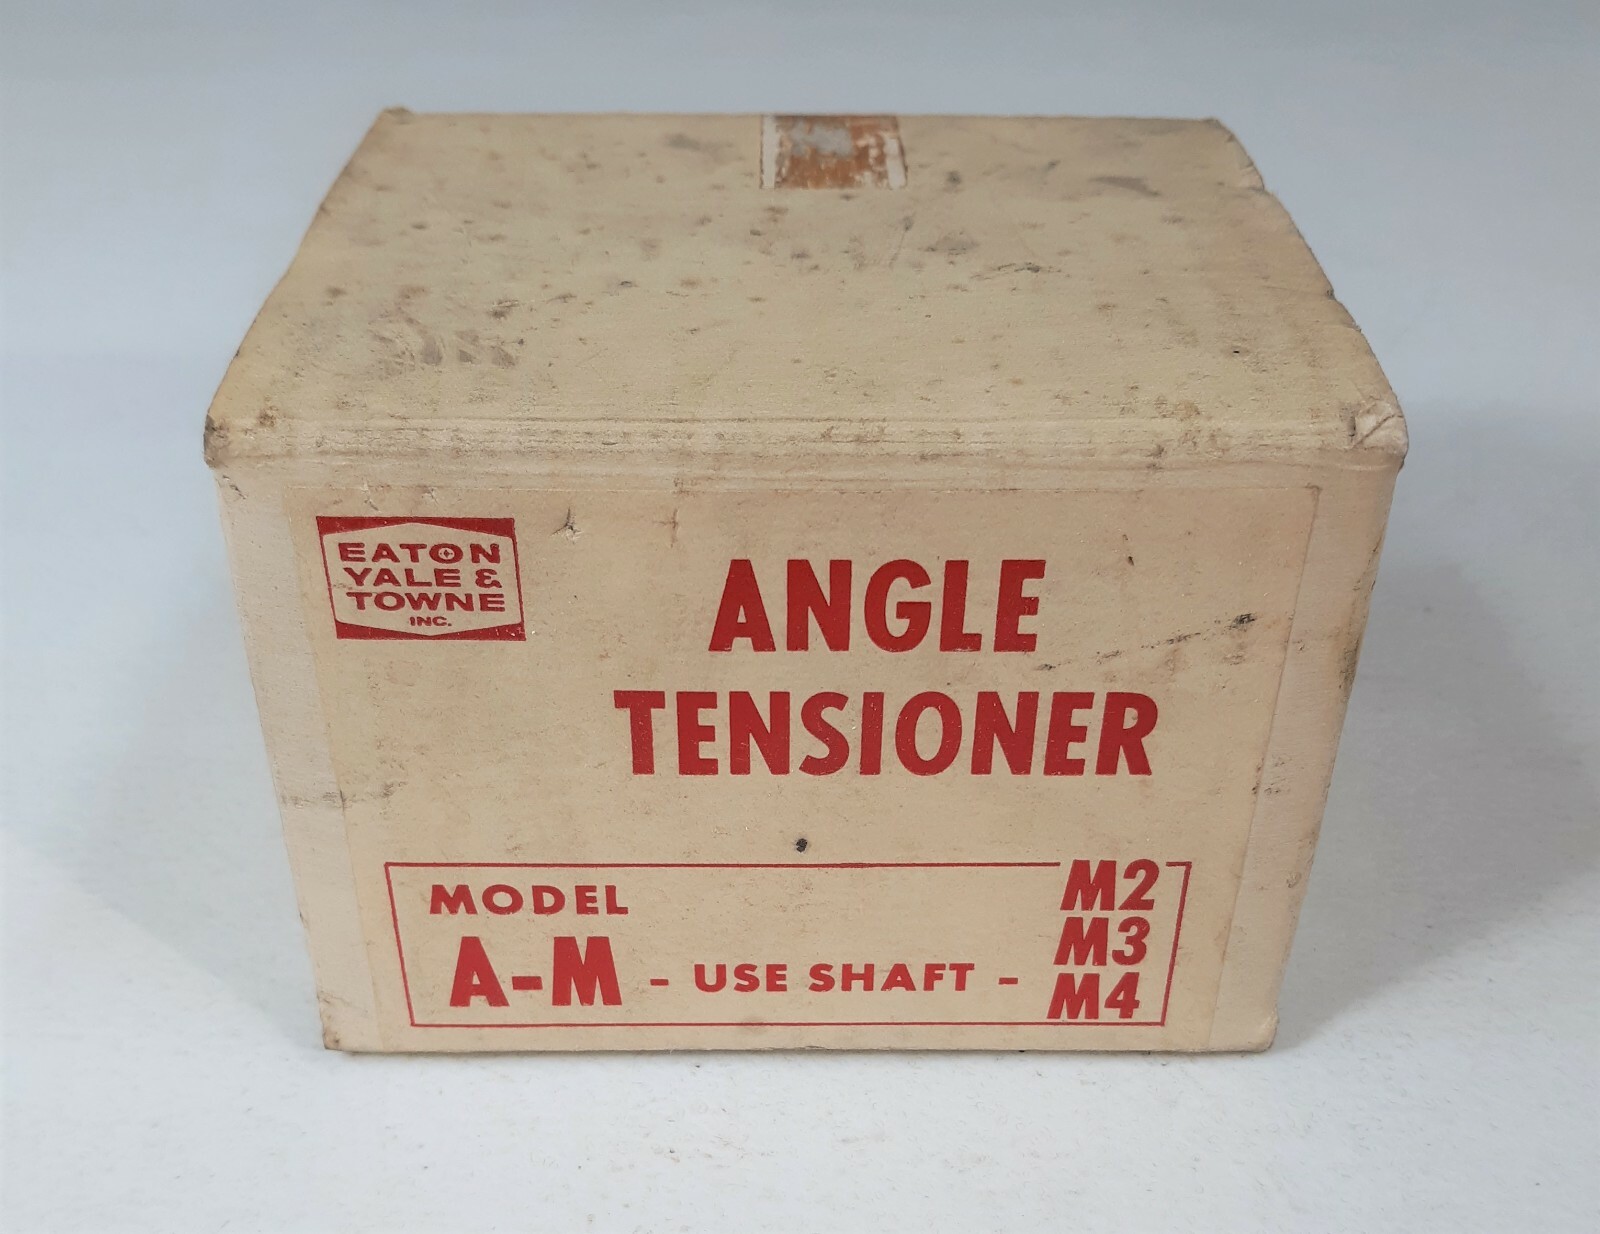 EATON
YALE &
TOWNE
INC.
ANGLE
TENSIONER
MODEL
A-M - USE SHAFT -
M2
M3
M4